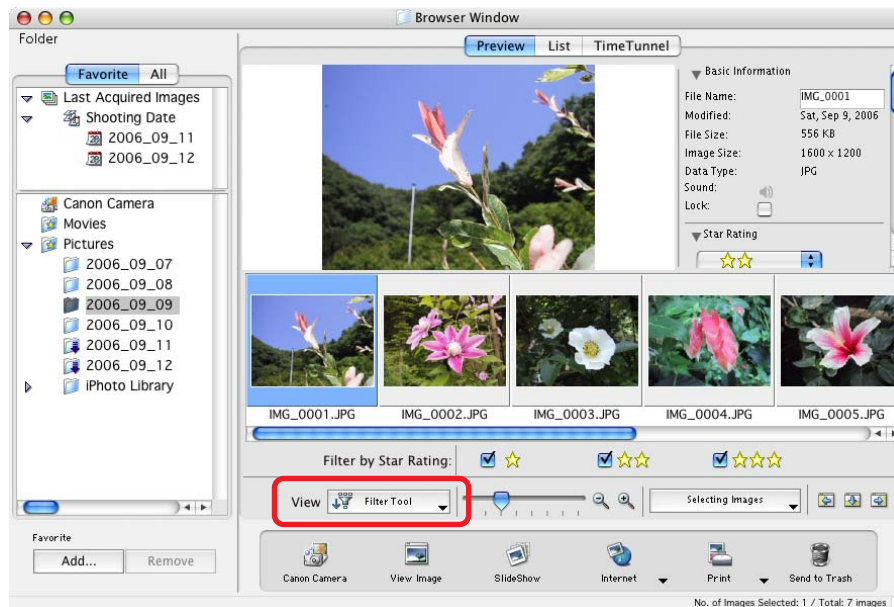 Browser Window
Folder
Favorite All
Last Acquired Images
Shooting Date
2006_09_11
2006_09_12
Canon Camera
Movies
Pictures
2006_09_07
2006_09_08
2006_09_09
2006_09_10
2006_09_11
2006_09_12
iPhoto Library
Favorite
Add... Remove
Preview List TimeTunnel
Basic Information
File Name: IMG_0001
Modified: Sat, Sep 9, 2006
File Size: 556 KB
Image Size: 1600 x 1200
Data Type: JPG
Sound:
Lock:
Star Rating
IMG_0001.JPG IMG_0002.JPG IMG_0003.JPG IMG_0004.JPG IMG_0005.JPG
Filter by Star Rating:
View Filter Tool Selecting Images
Canon Camera View Image SlideShow Internet Print Send to Trash
No. of Images Selected: 1 / Total: 7 images